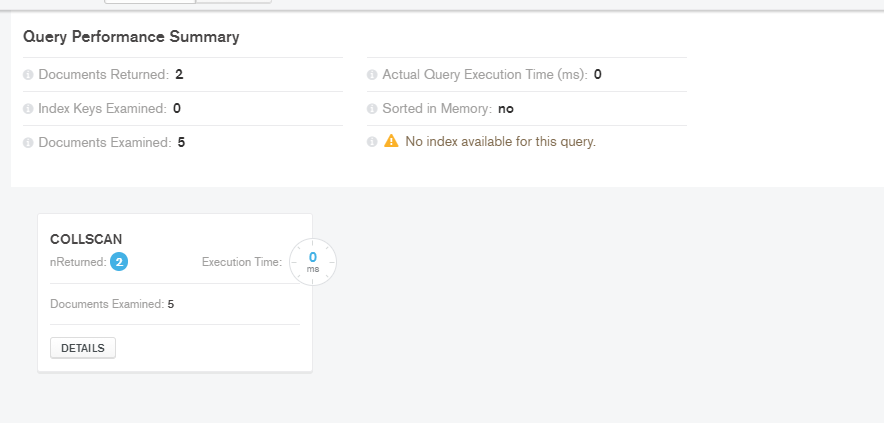 Query Performance Summary
Documents Returned: 2
Index Keys Examined: 0
Documents Examined: 5
Actual Query Execution Time (ms): 0
Sorted in Memory: no
No index available for this query.
COLLSCAN
nReturned: 2
Execution Time: 0 ms
Documents Examined: 5
DETAILS